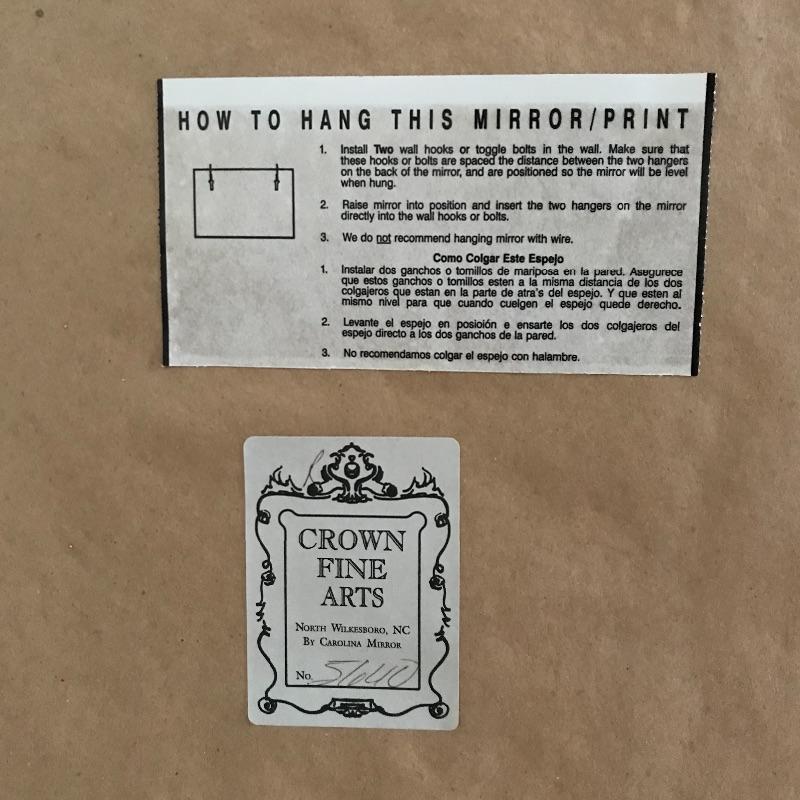 HOW TO HANG THIS MIRROR/PRINT
1. Install Two wall hooks or toggle bolts in the wall. Make sure that
these hooks or bolts are spaced the distance between the two hangers
on the back of the mirror, and are positioned so the mirror will be level
when hung.
2. Raise mirror into position and insert the two hangers on the mirror
directly into the wall hooks or bolts.
3. We do not recommend hanging mirror with wire.
Como Colgar Este Espejo
1. Instalar dos ganchos o tomillos de mariposa en la pared. Asegurece
que estos ganchos o tomillos esten a la misma distancia de los dos
colgajeros que estan en la parte de atra's del espejo. Y que esten al
mismo nivel para que cuando cuelgen el espejo quede derecho.
2. Levante el espejo en posioión e ensarte los dos colgajeros del
espejo directo a los dos ganchos de la pared.
3. No recomendamos colgar el espejo con halambre.
CROWN
FINE
ARTS
NORTH WILKESBORO, NC
BY CAROLINA MIRROR
No. 51640